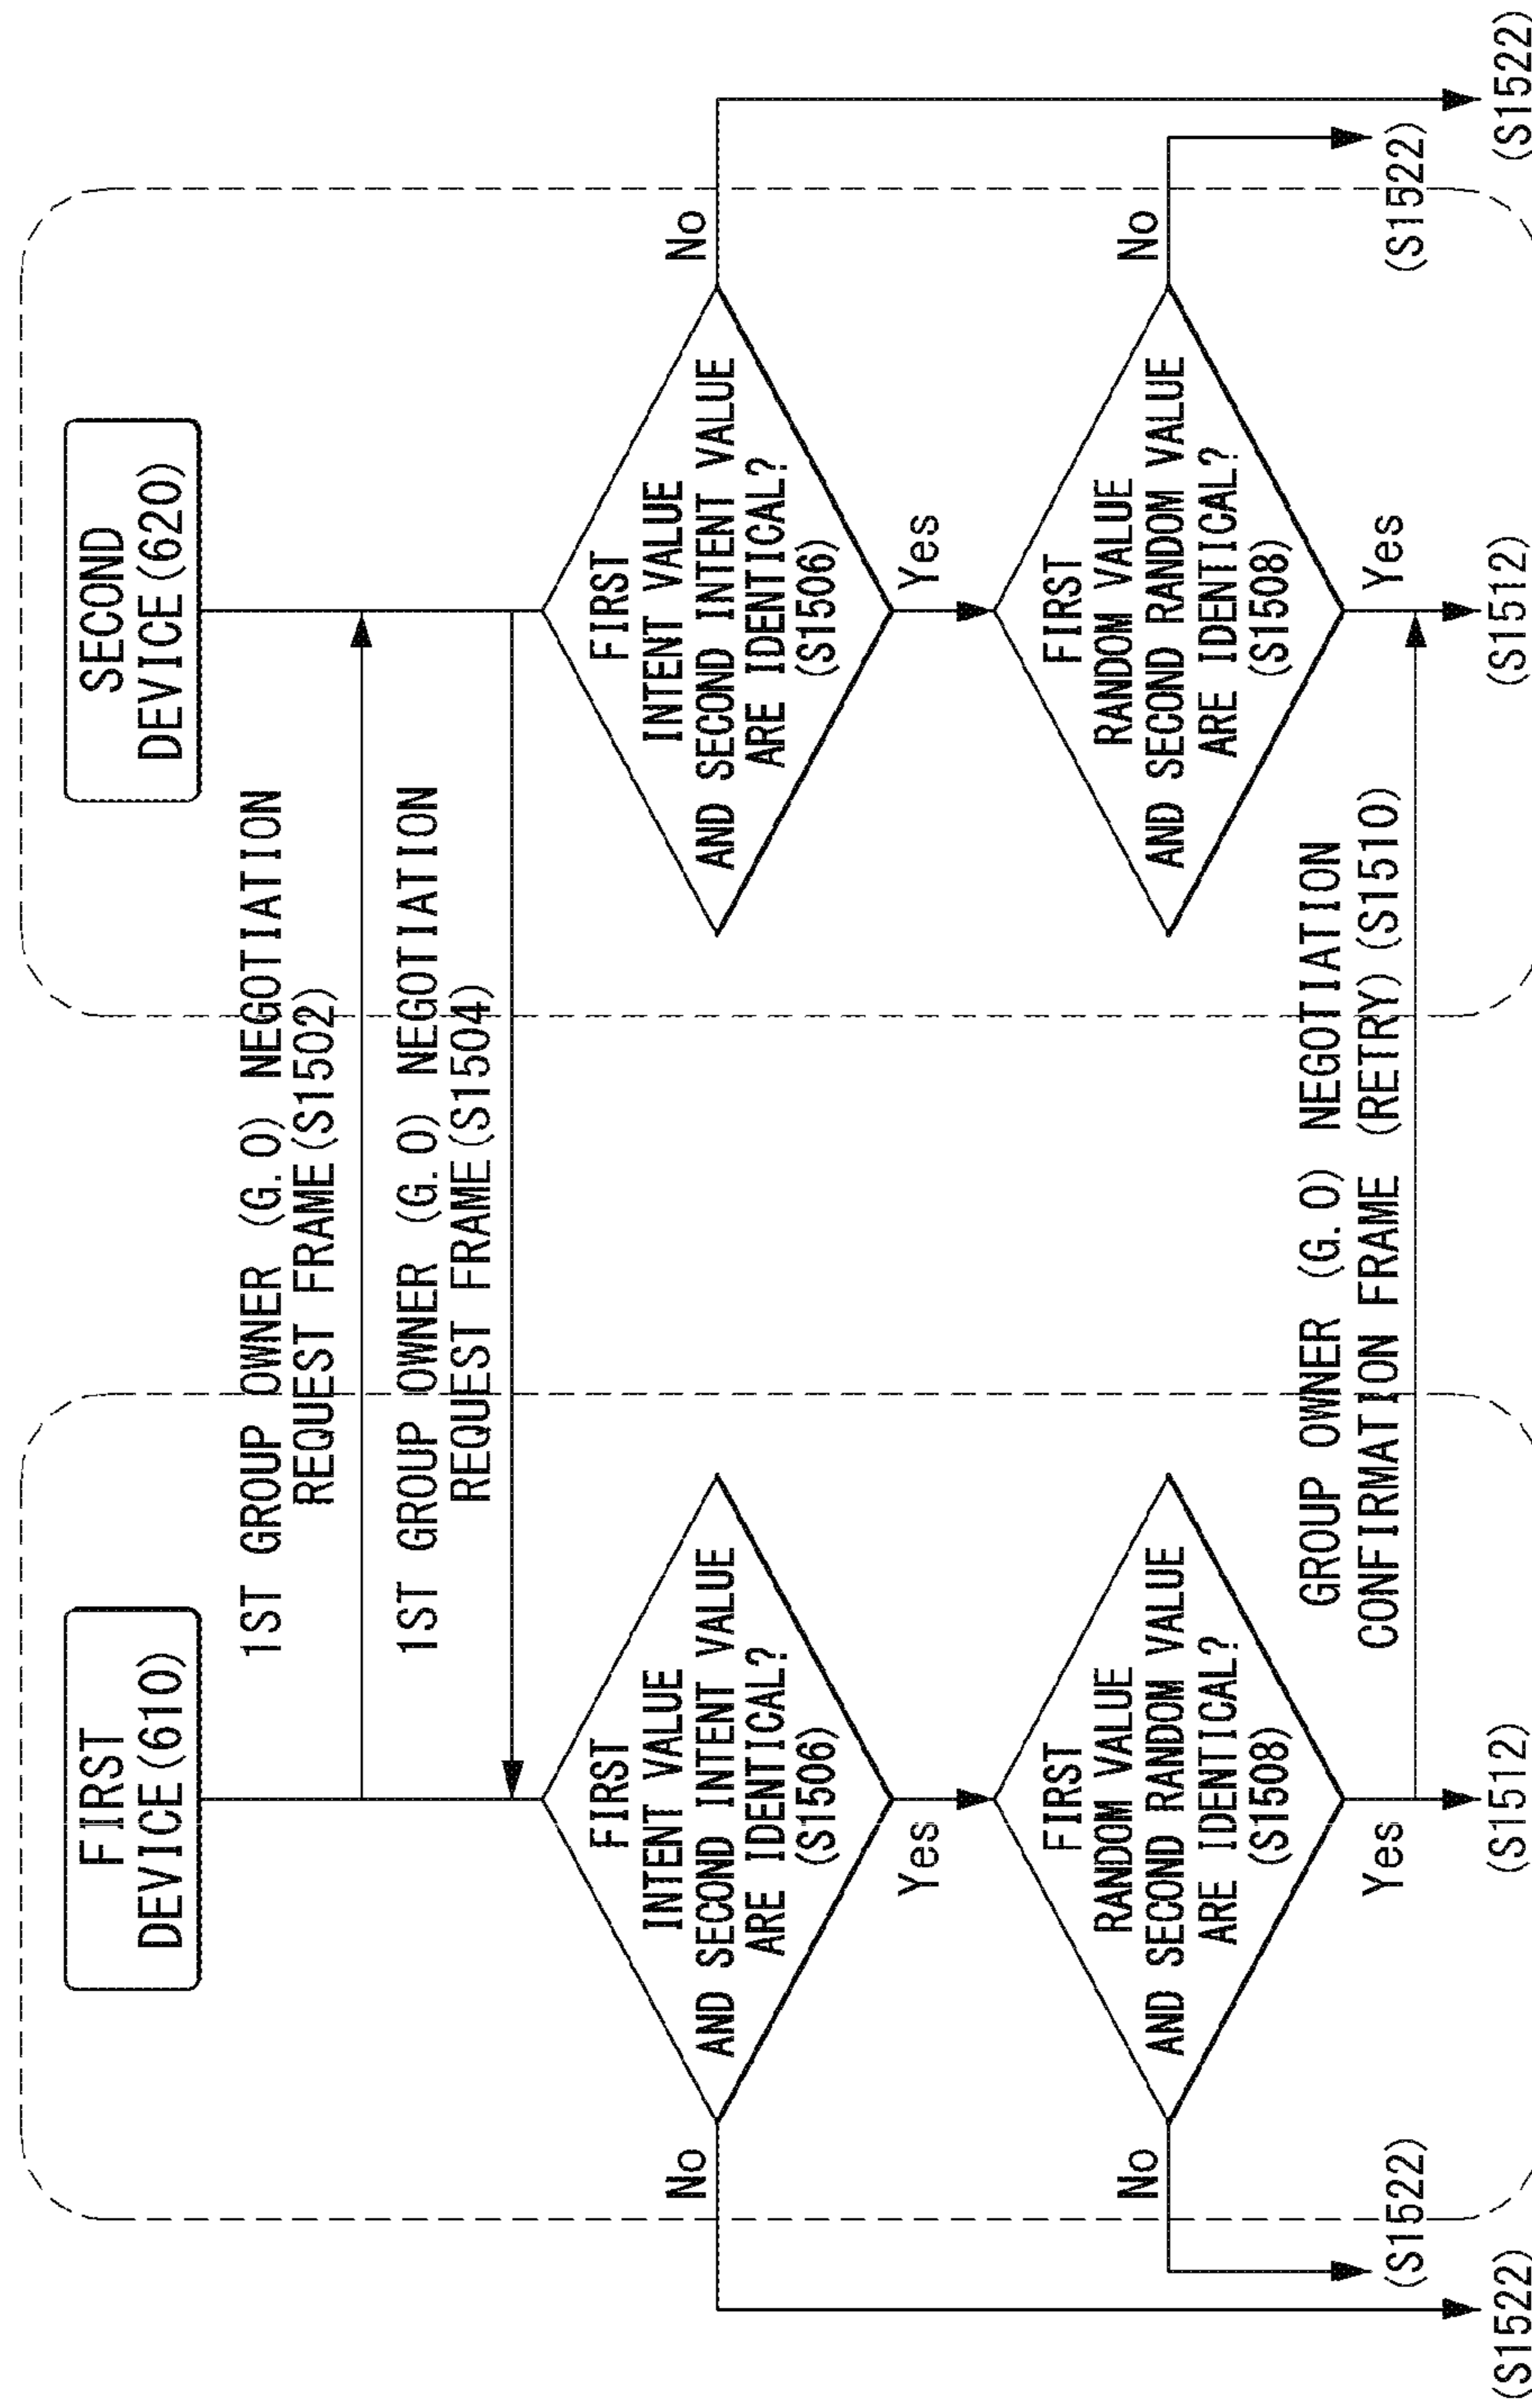 FIRST
DEVICE(610)
SECOND
DEVICE(620)
1ST GROUP OWNER (G.O) NEGOTIATION
REQUEST FRAME(S1502)
1ST GROUP OWNER (G.O) NEGOTIATION
REQUEST FRAME(S1504)
FIRST
INTENT VALUE
AND SECOND INTENT VALUE
ARE IDENTICAL?
(S1506)
No
Yes
FIRST
INTENT VALUE
AND SECOND INTENT VALUE
ARE IDENTICAL?
(S1506)
No
Yes
FIRST
RANDOM VALUE
AND SECOND RANDOM VALUE
ARE IDENTICAL?
(S1508)
No
Yes
FIRST
RANDOM VALUE
AND SECOND RANDOM VALUE
ARE IDENTICAL?
(S1508)
No
Yes
GROUP OWNER (G.O) NEGOTIATION
CONFIRMATION FRAME (RETRY)(S1510)
(S1522)
(S1522)
(S1512)
(S1512)
(S1522)
(S1522)